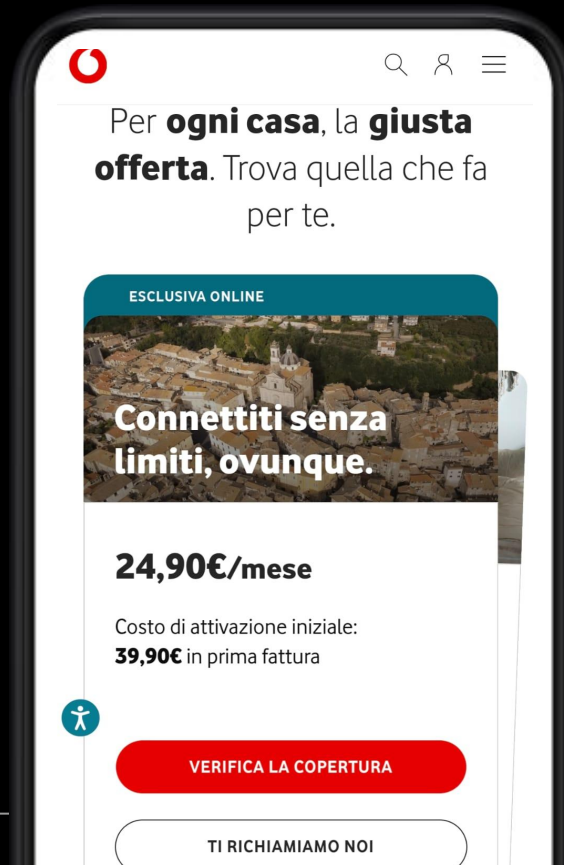 Per ogni casa, la giusta
offerta. Trova quella che fa
per te.
ESCLUSIVA ONLINE
Connettiti senza
limiti, ovunque.
24,90€/mese
Costo di attivazione iniziale:
39,90€ in prima fattura
VERIFICA LA COPERTURA
TI RICHIAMIAMO NOI